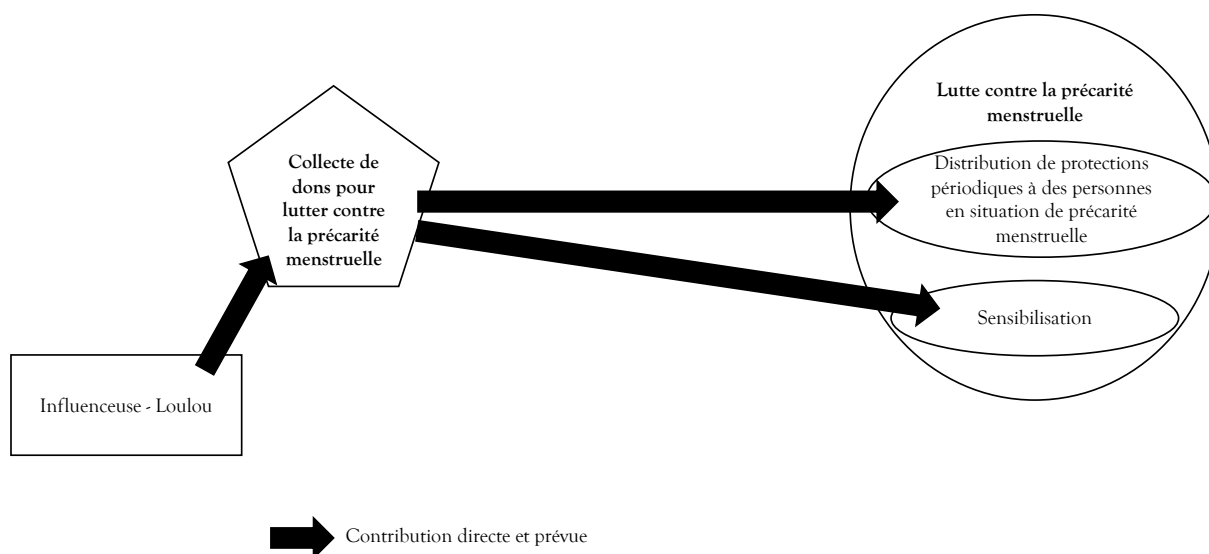 Lutte contre la précarité
menstruelle
Collecte de
dons pour
lutter contre
la précarité
menstruelle
Distribution de protections
périodiques à des personnes
en situation de précarité
menstruelle
Sensibilisation
Influenceuse - Loulou
Contribution directe et prévue